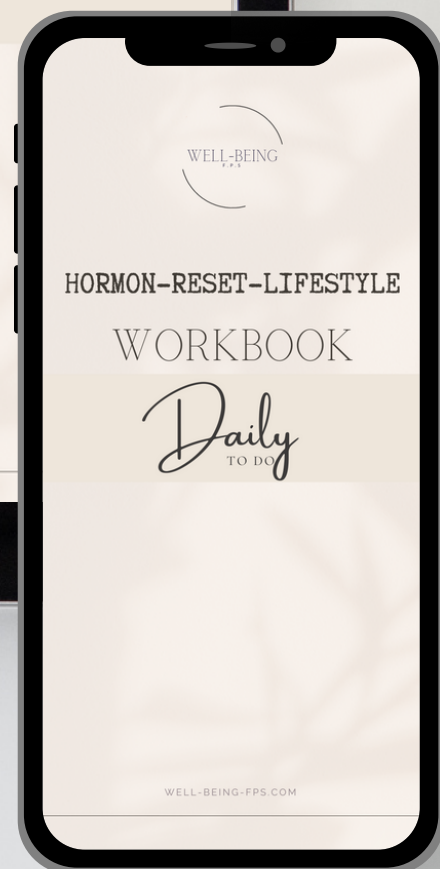 WELL-BEING
F.P.S
HORMON-RESET-LIFESTYLE
WORKBOOK
Daily
TO DO
WELL-BEING-FPS.COM